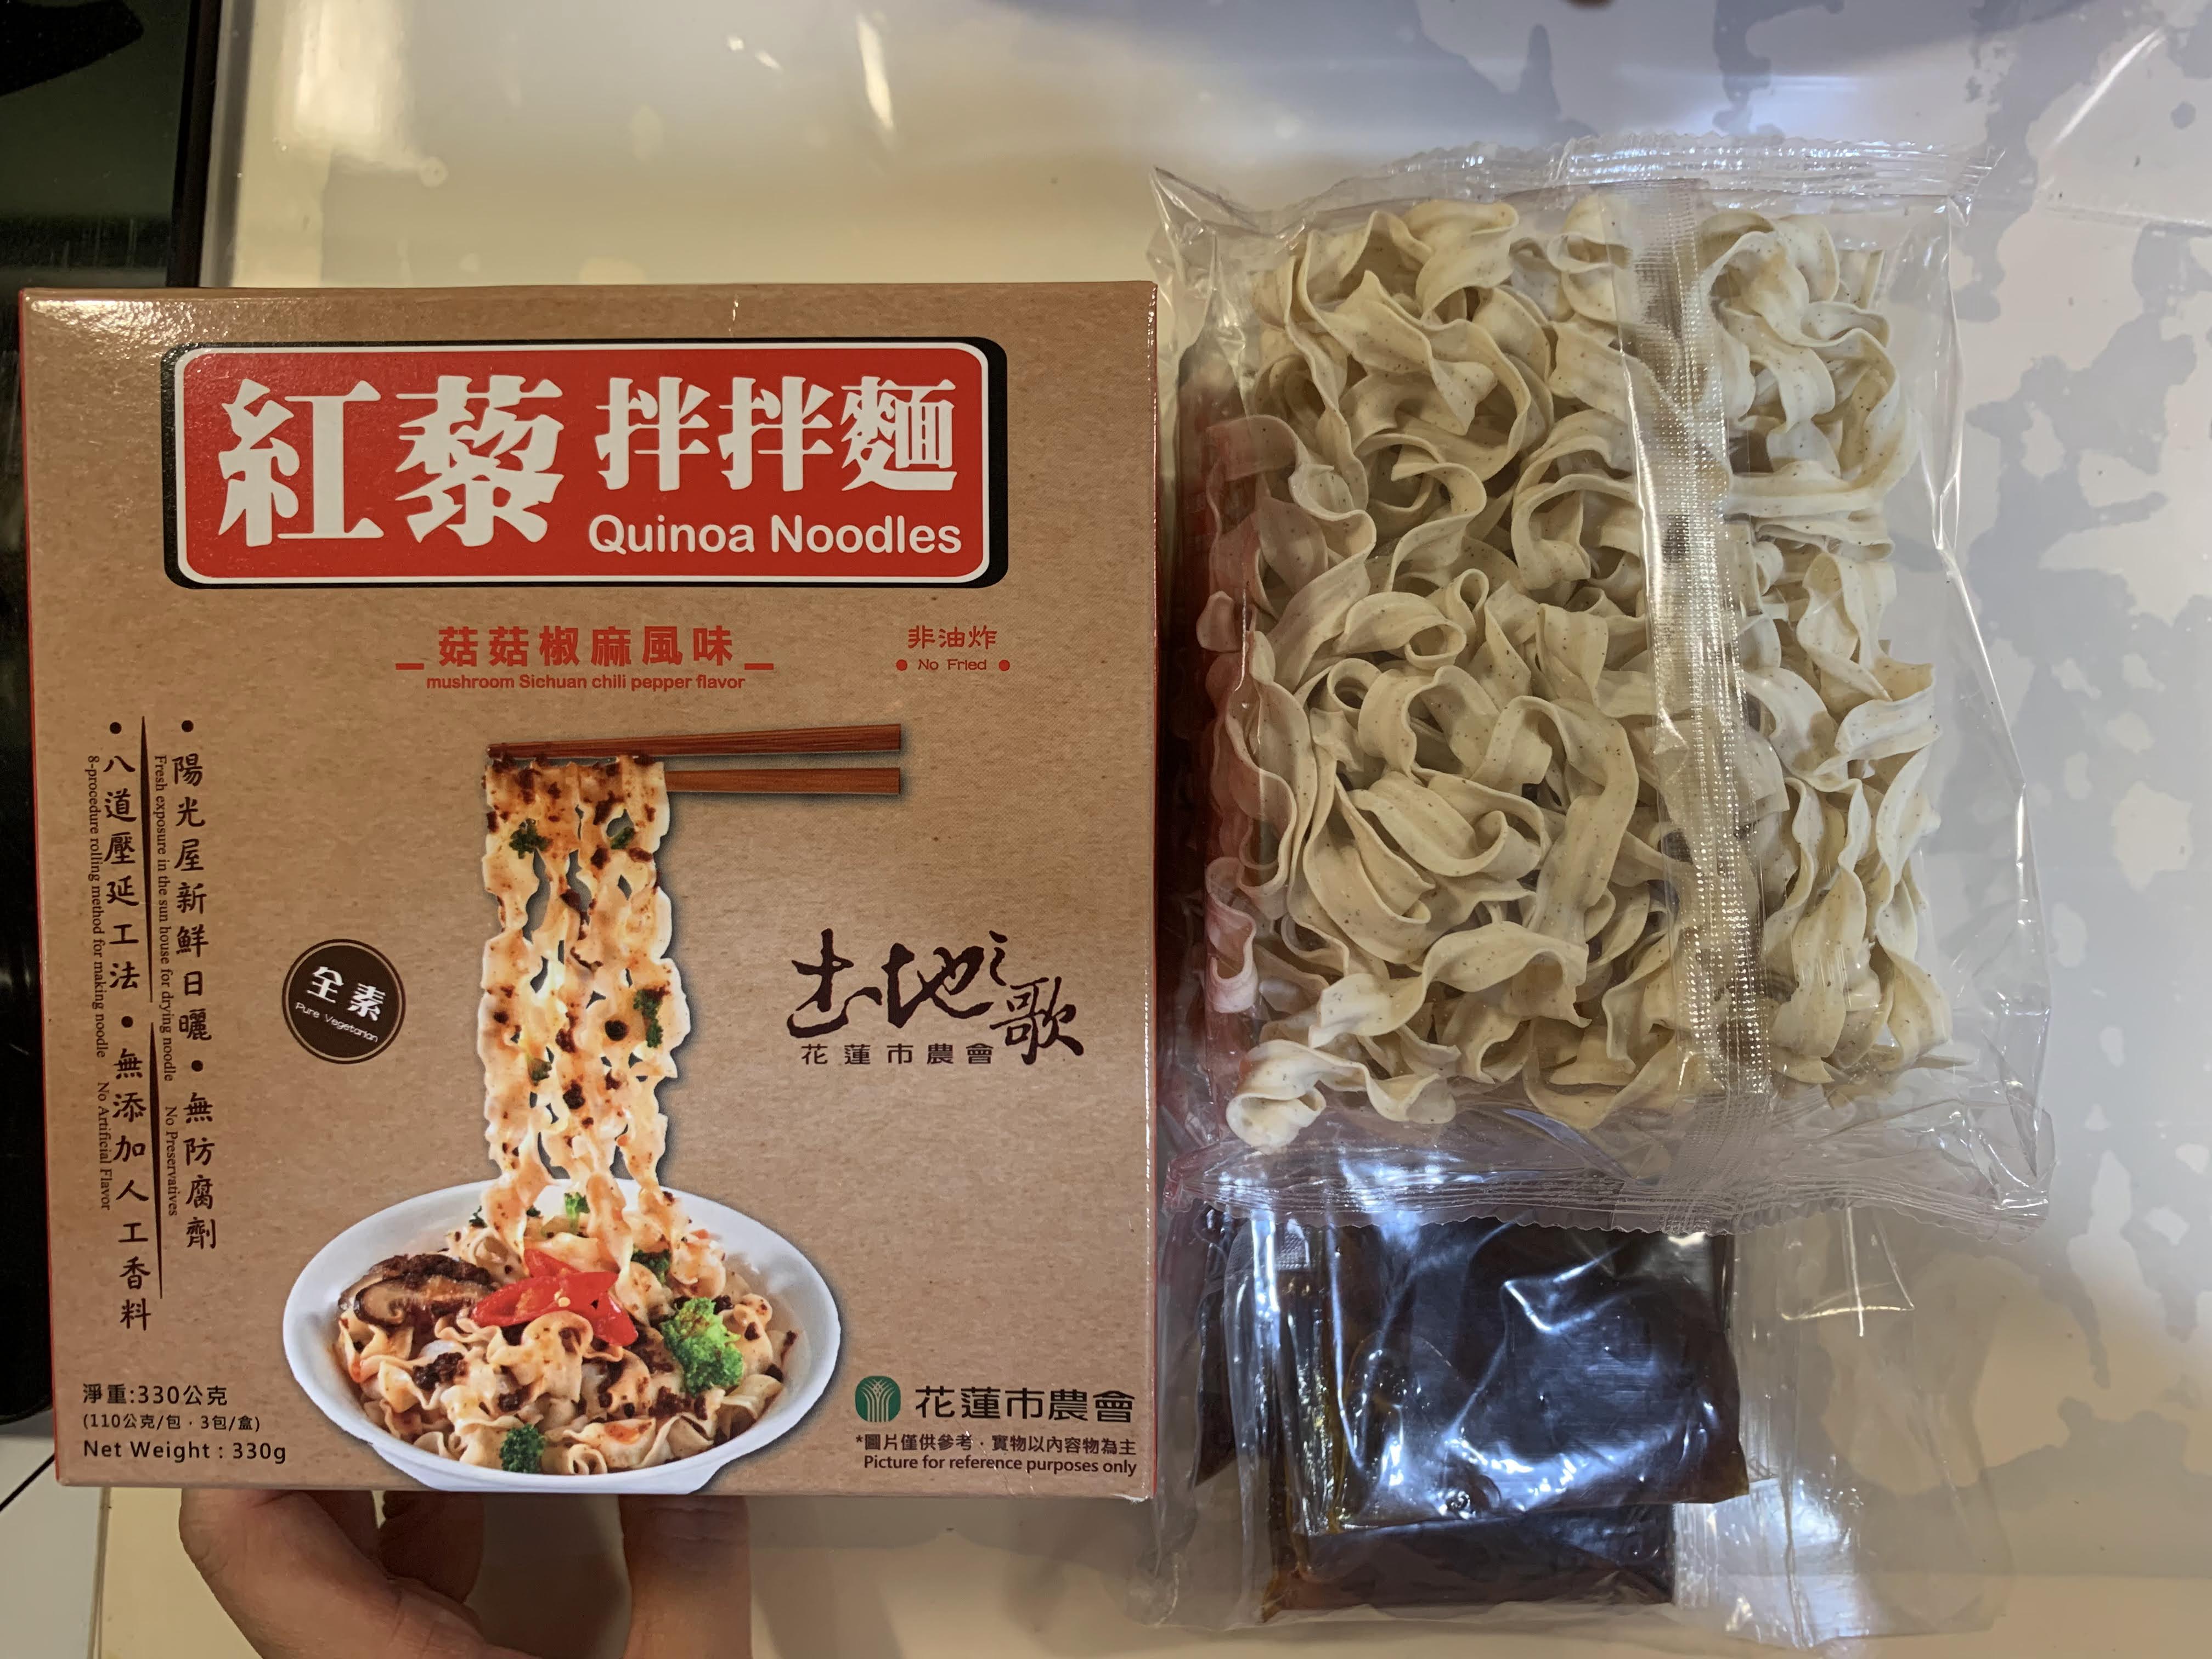 紅藜拌拌麵
Quinoa Noodles
菇菇椒麻風味
mushroom Sichuan chili pepper flavor
非油炸
No Fried
•陽光屋新鮮日曬•無防腐劑
Fresh exposure in the sun house for drying noodle No Preservatives
•八道壓延工法•無添加人工香料
8-procedure rolling method for making noodle No Artificial Flavor
全素
Pure Vegetarian
土地之歌
花蓮市農會
淨重:330公克
(110公克/包．3包/盒)
Net Weight : 330g
花蓮市農會
*圖片僅供參考．實物以內容物為主
Picture for reference purposes only